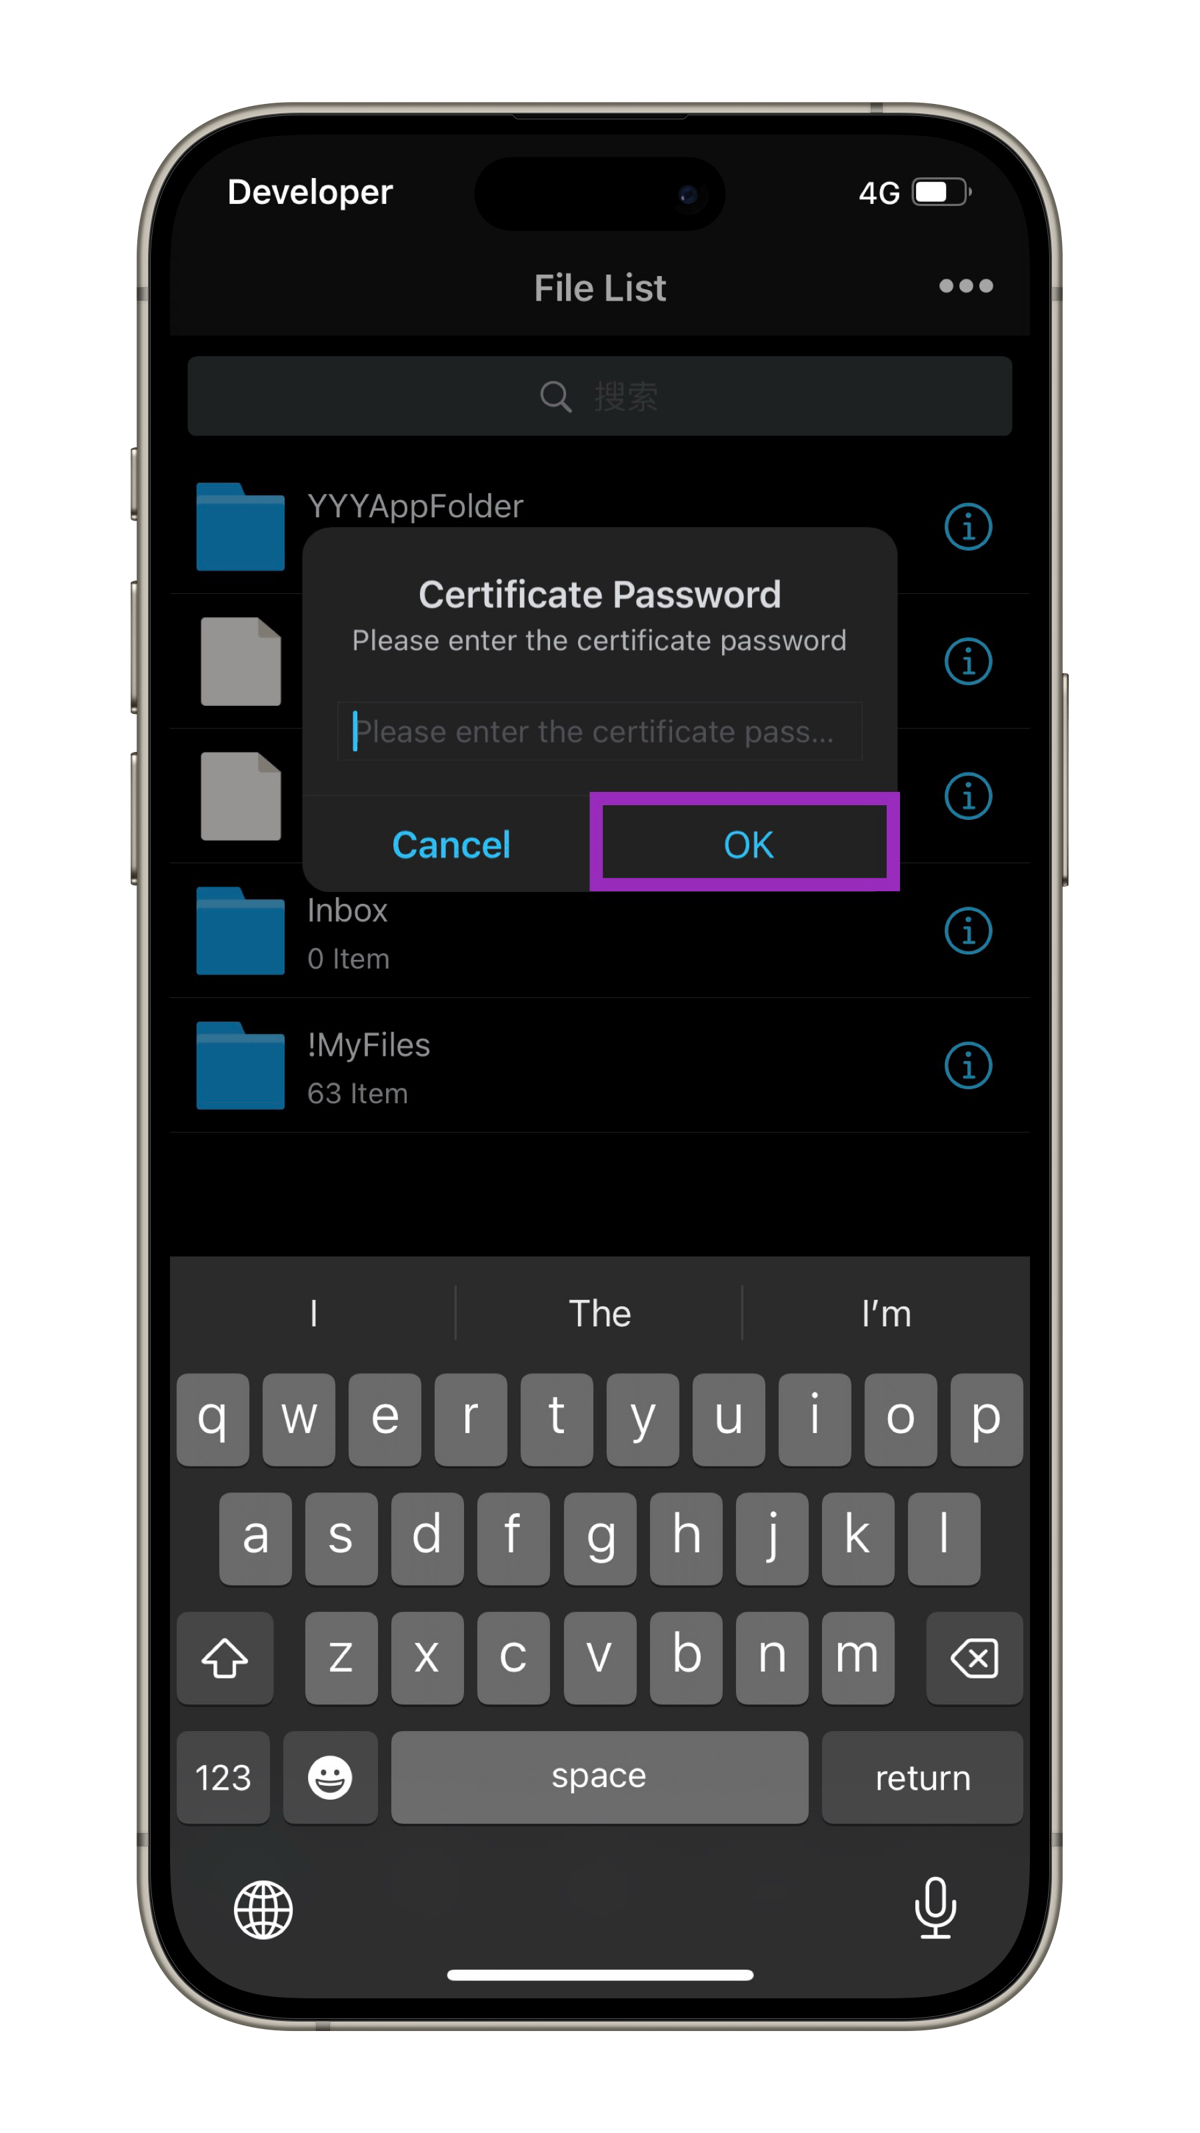 Developer
4G
File List
搜索
YYYAppFolder
Certificate Password
Please enter the certificate password
Please enter the certificate pass...
Cancel
OK
Inbox
0 Item
!MyFiles
63 Item
I
The
I'm
q w e r t y u i o p
a s d f g h j k l
z x c v b n m
123
space
return